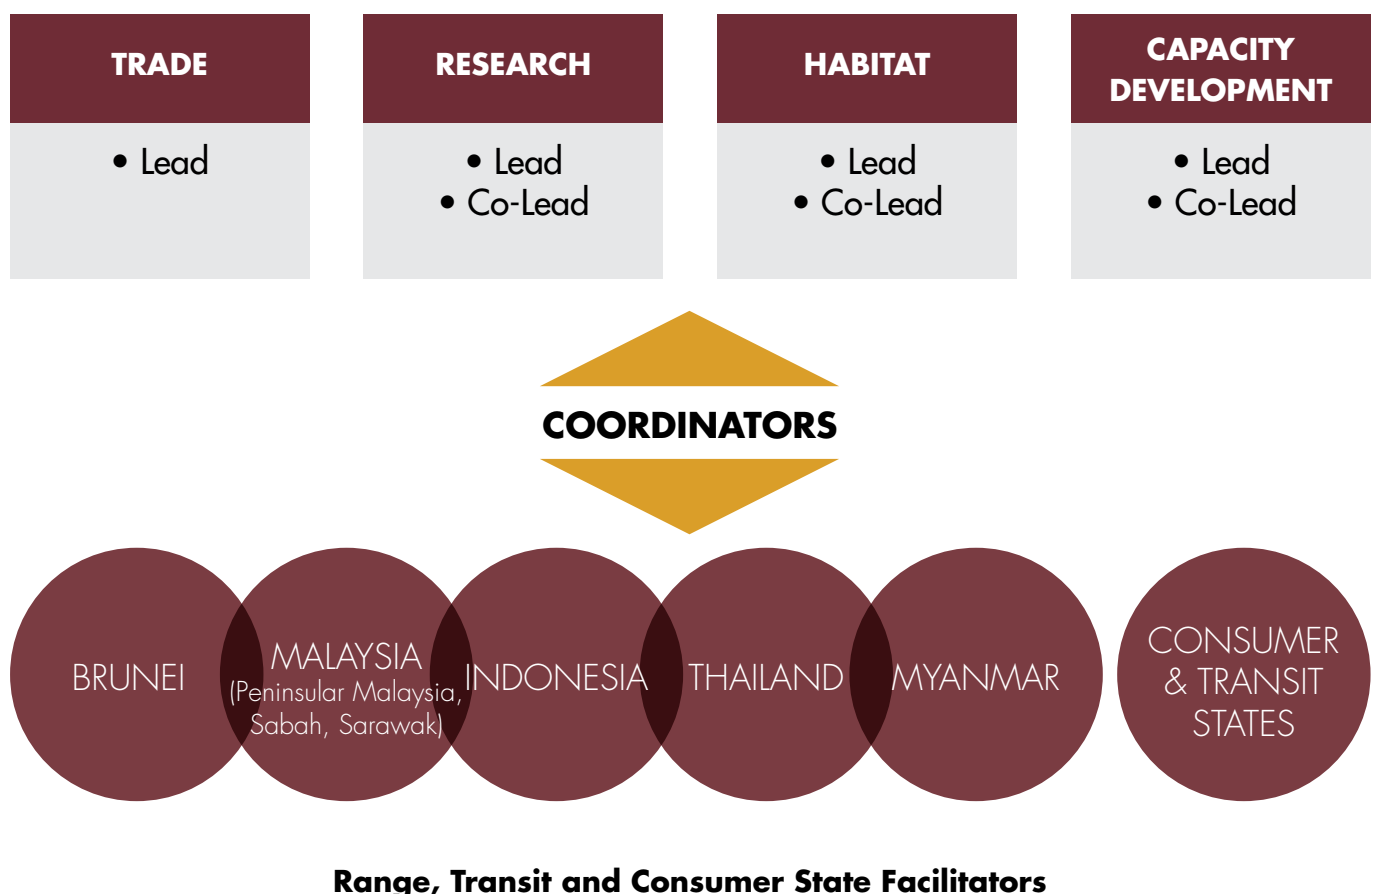 TRADE
• Lead
RESEARCH
• Lead
• Co-Lead
HABITAT
• Lead
• Co-Lead
CAPACITY
DEVELOPMENT
• Lead
• Co-Lead
COORDINATORS
BRUNEI
MALAYSIA
(Peninsular Malaysia,
Sabah, Sarawak)
INDONESIA
THAILAND
MYANMAR
CONSUMER
& TRANSIT
STATES
Range, Transit and Consumer State Facilitators